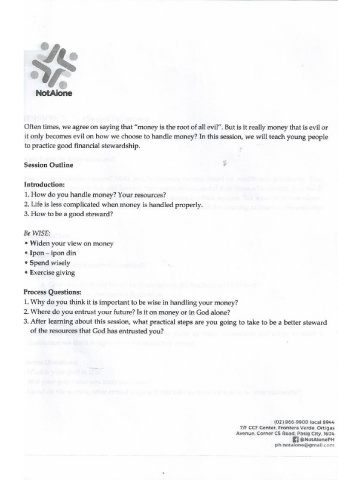 NotAlone
Often times, we agree on saying that "money is the root of all evil". But is it really money that is evil or
it only becomes evil on how we choose to handle money? In this session, we will teach young people
to practice good financial stewardship.
Session Outline
Introduction:
1. How do you handle money? Your resources?
2. Life is less complicated when money is handled properly.
3. How to be a good steward?
Be WISE:
• Widen your view on money
• Ipon – ipon din
• Spend wisely
• Exercise giving
Process Questions:
1. Why do you think it is important to be wise in handling your money?
2. Where do you entrust your future? Is it on money or in God alone?
3. After learning about this session, what practical steps are you going to take to be a better steward
of the resources that God has entrusted you?
(02) 866-9900 local 8944
7/F CCF Center, Frontera Verde, Ortigas
Avenue, Corner C5 Road, Pasig City, 1604
@NotAlonePH
ph.notalone@gmail.com